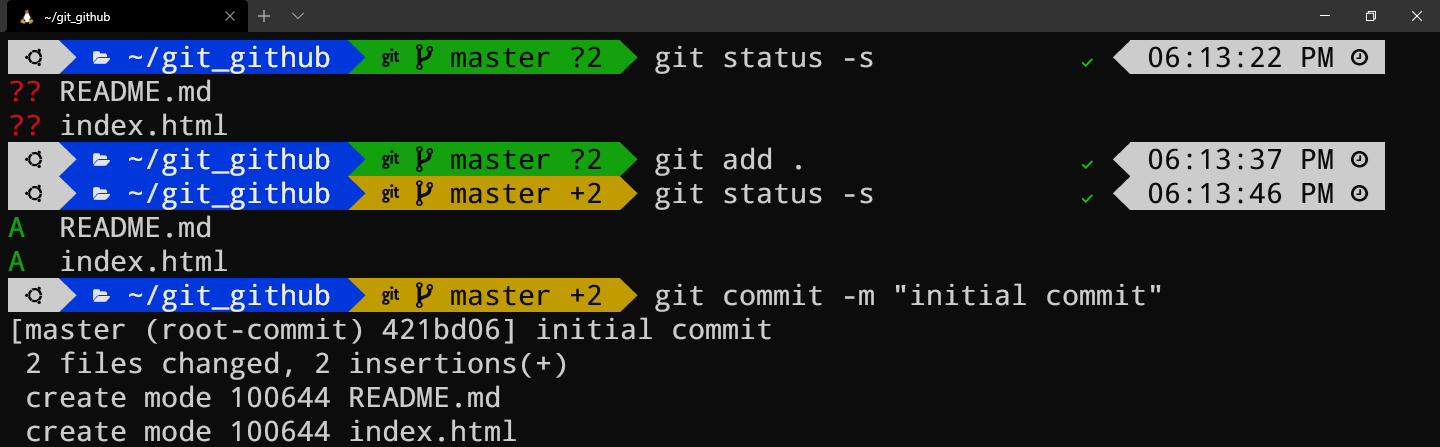 ~/git_github
~/git_github git master ?2 git status -s 06:13:22 PM
?? README.md
?? index.html
~/git_github git master ?2 git add . 06:13:37 PM
~/git_github git master +2 git status -s 06:13:46 PM
A README.md
A index.html
~/git_github git master +2 git commit -m "initial commit"
[master (root-commit) 421bd06] initial commit
2 files changed, 2 insertions(+)
create mode 100644 README.md
create mode 100644 index.html